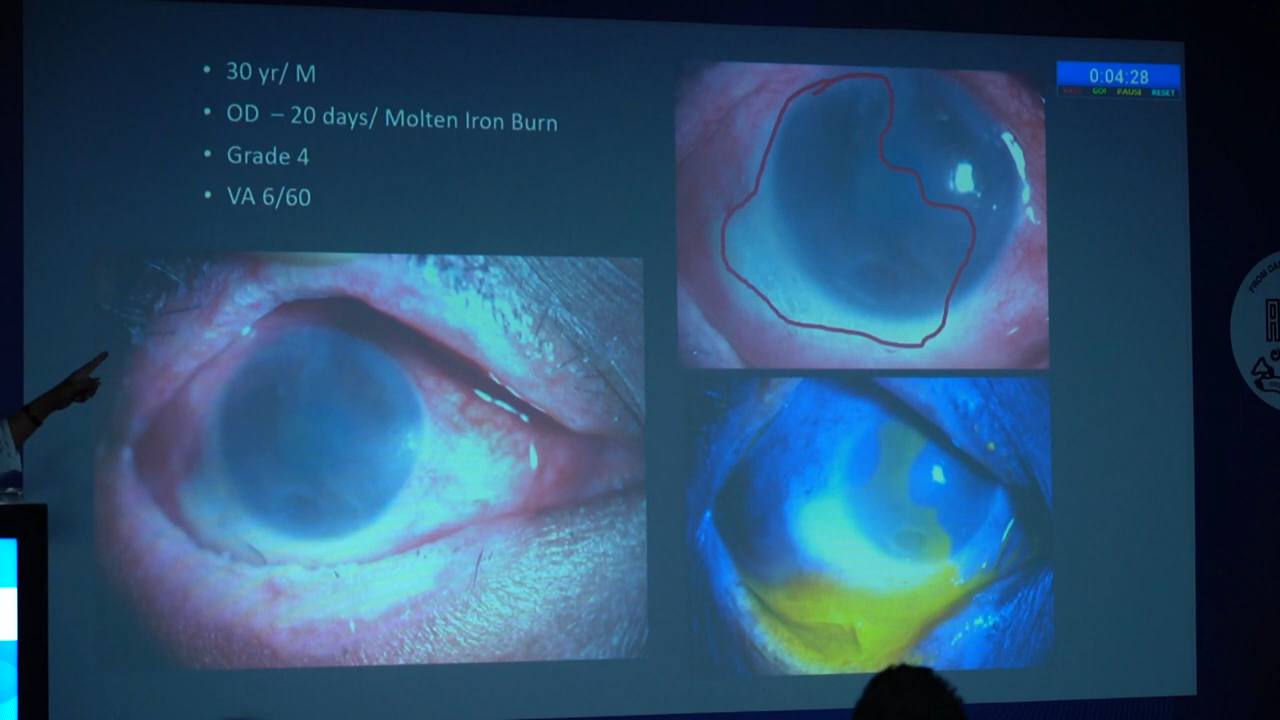 • 30 yr/ M
• OD – 20 days/ Molten Iron Burn
• Grade 4
• VA 6/60
0:04:28
GO! PAUSE RESET
FROM